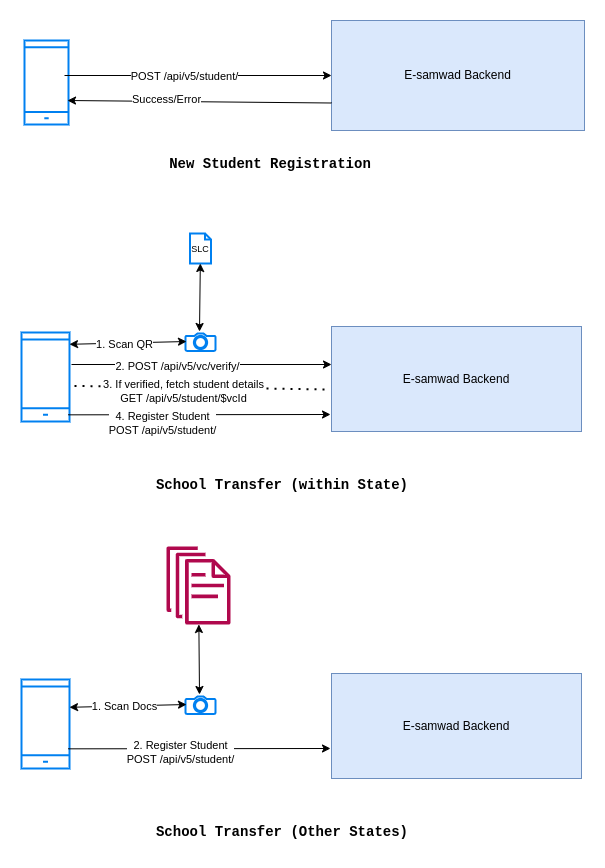 POST /api/v5/student/
E-samwad Backend
Success/Error
New Student Registration
SLC
1. Scan QR
2. POST /api/v5/vc/verify/
E-samwad Backend
3. If verified, fetch student details
GET /api/v5/student/$vcId
4. Register Student
POST /api/v5/student/
School Transfer (within State)
1. Scan Docs
E-samwad Backend
2. Register Student
POST /api/v5/student/
School Transfer (Other States)